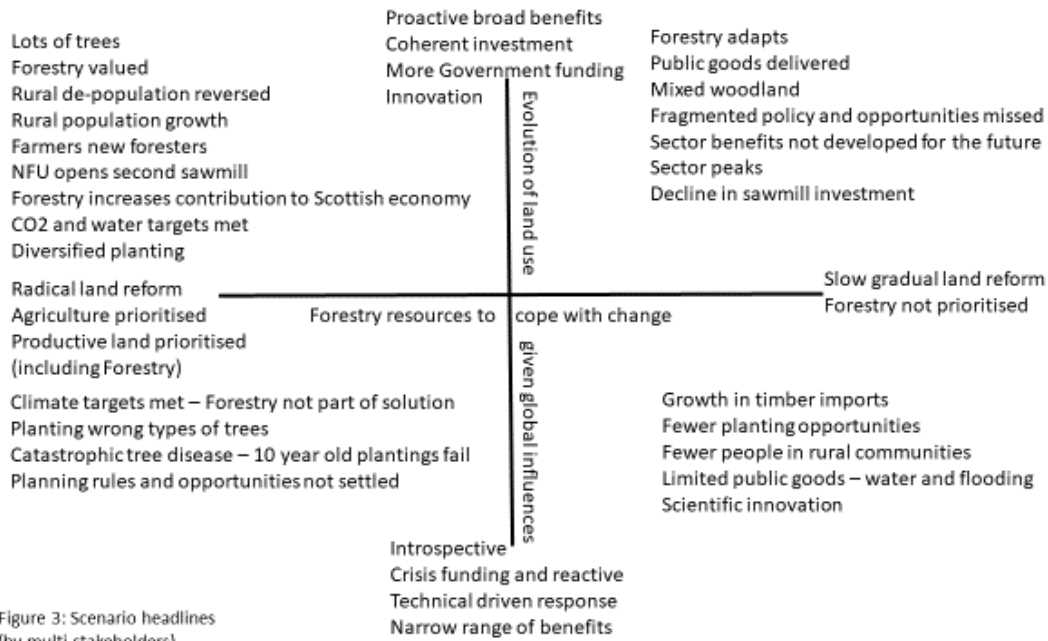 Proactive broad benefits
Coherent investment
More Government funding
Innovation
Lots of trees
Forestry valued
Rural de-population reversed
Rural population growth
Farmers new foresters
NFU opens second sawmill
Forestry increases contribution to Scottish economy
CO2 and water targets met
Diversified planting
Forestry adapts
Public goods delivered
Mixed woodland
Fragmented policy and opportunities missed
Sector benefits not developed for the future
Sector peaks
Decline in sawmill investment
Evolution of land use
Radical land reform
Agriculture prioritised
Productive land prioritised
(including Forestry)
Forestry resources to cope with change
Slow gradual land reform
Forestry not prioritised
given global influences
Climate targets met – Forestry not part of solution
Planting wrong types of trees
Catastrophic tree disease – 10 year old plantings fail
Planning rules and opportunities not settled
Growth in timber imports
Fewer planting opportunities
Fewer people in rural communities
Limited public goods – water and flooding
Scientific innovation
Introspective
Crisis funding and reactive
Technical driven response
Narrow range of benefits
Figure 3: Scenario headlines
(by multi-stakeholders)